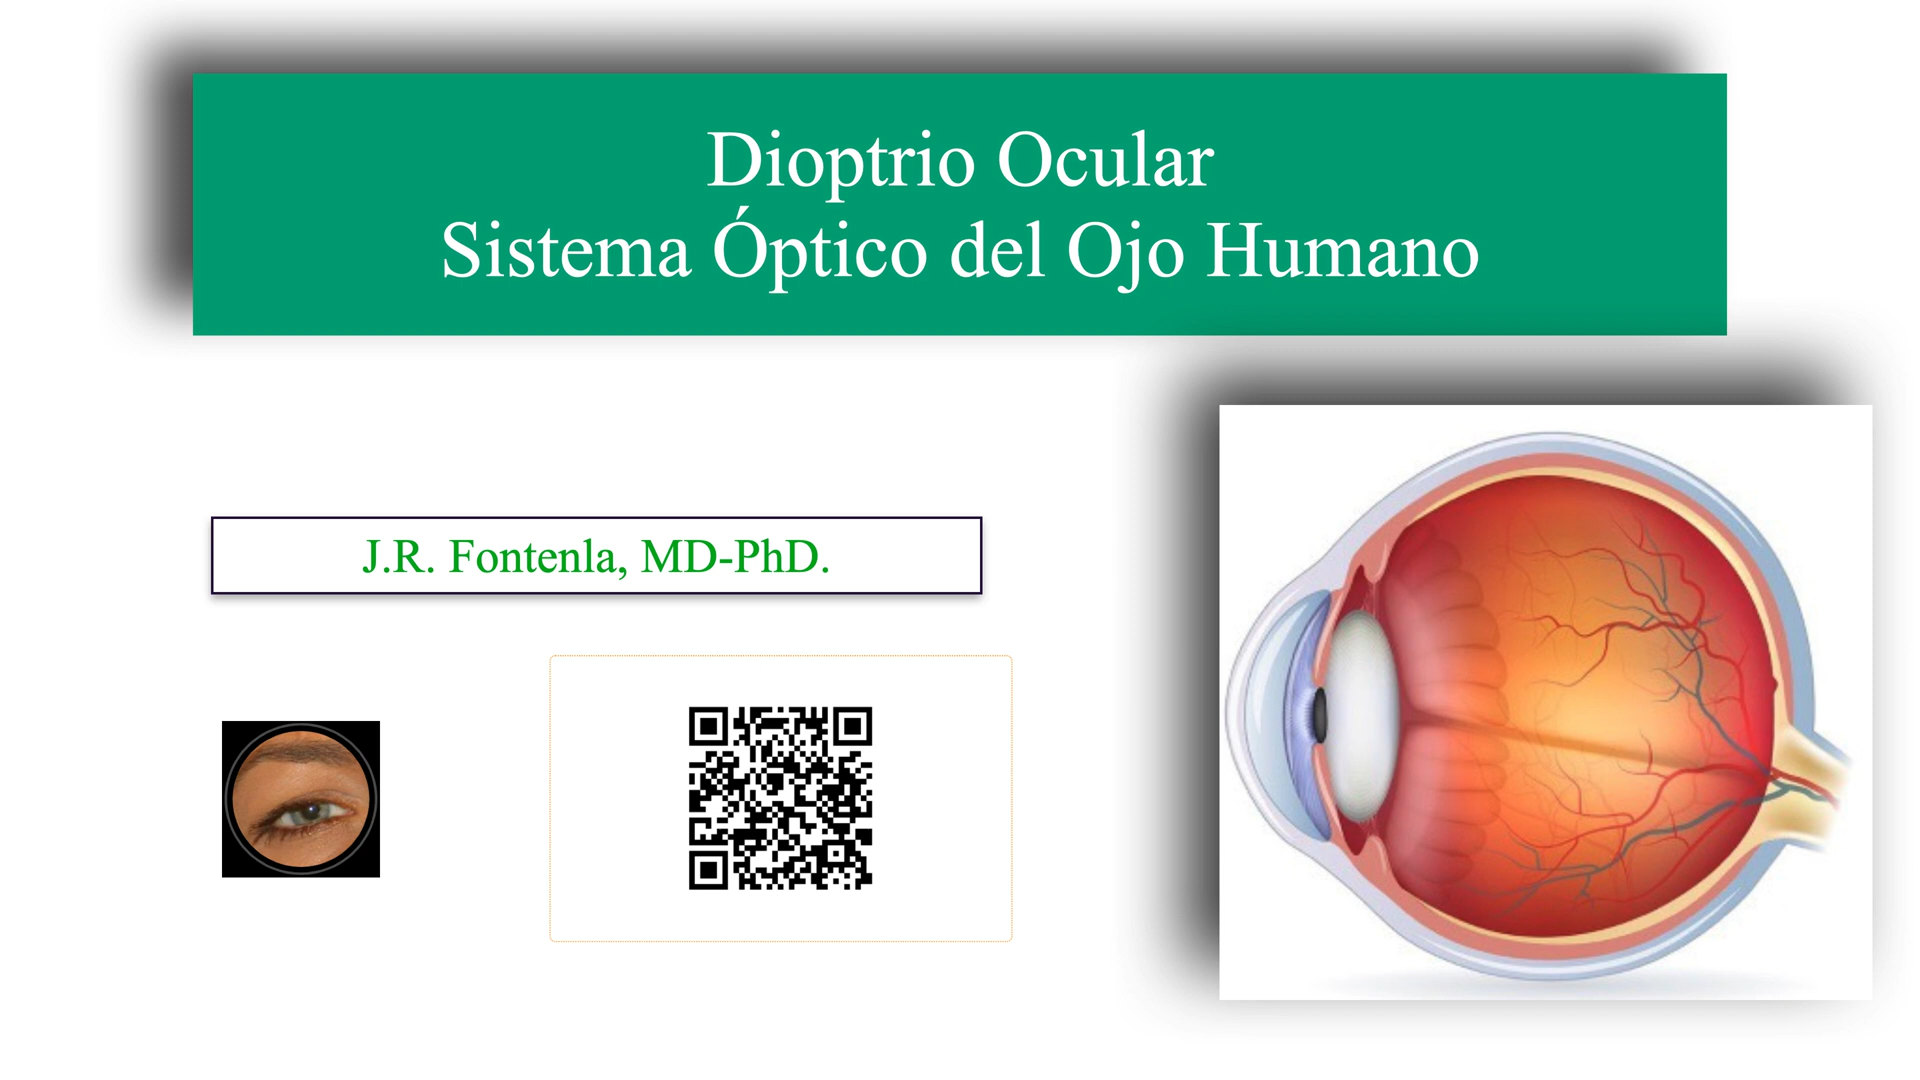 Dioptrio Ocular
Sistema Óptico del Ojo Humano
J.R. Fontenla, MD-PhD.